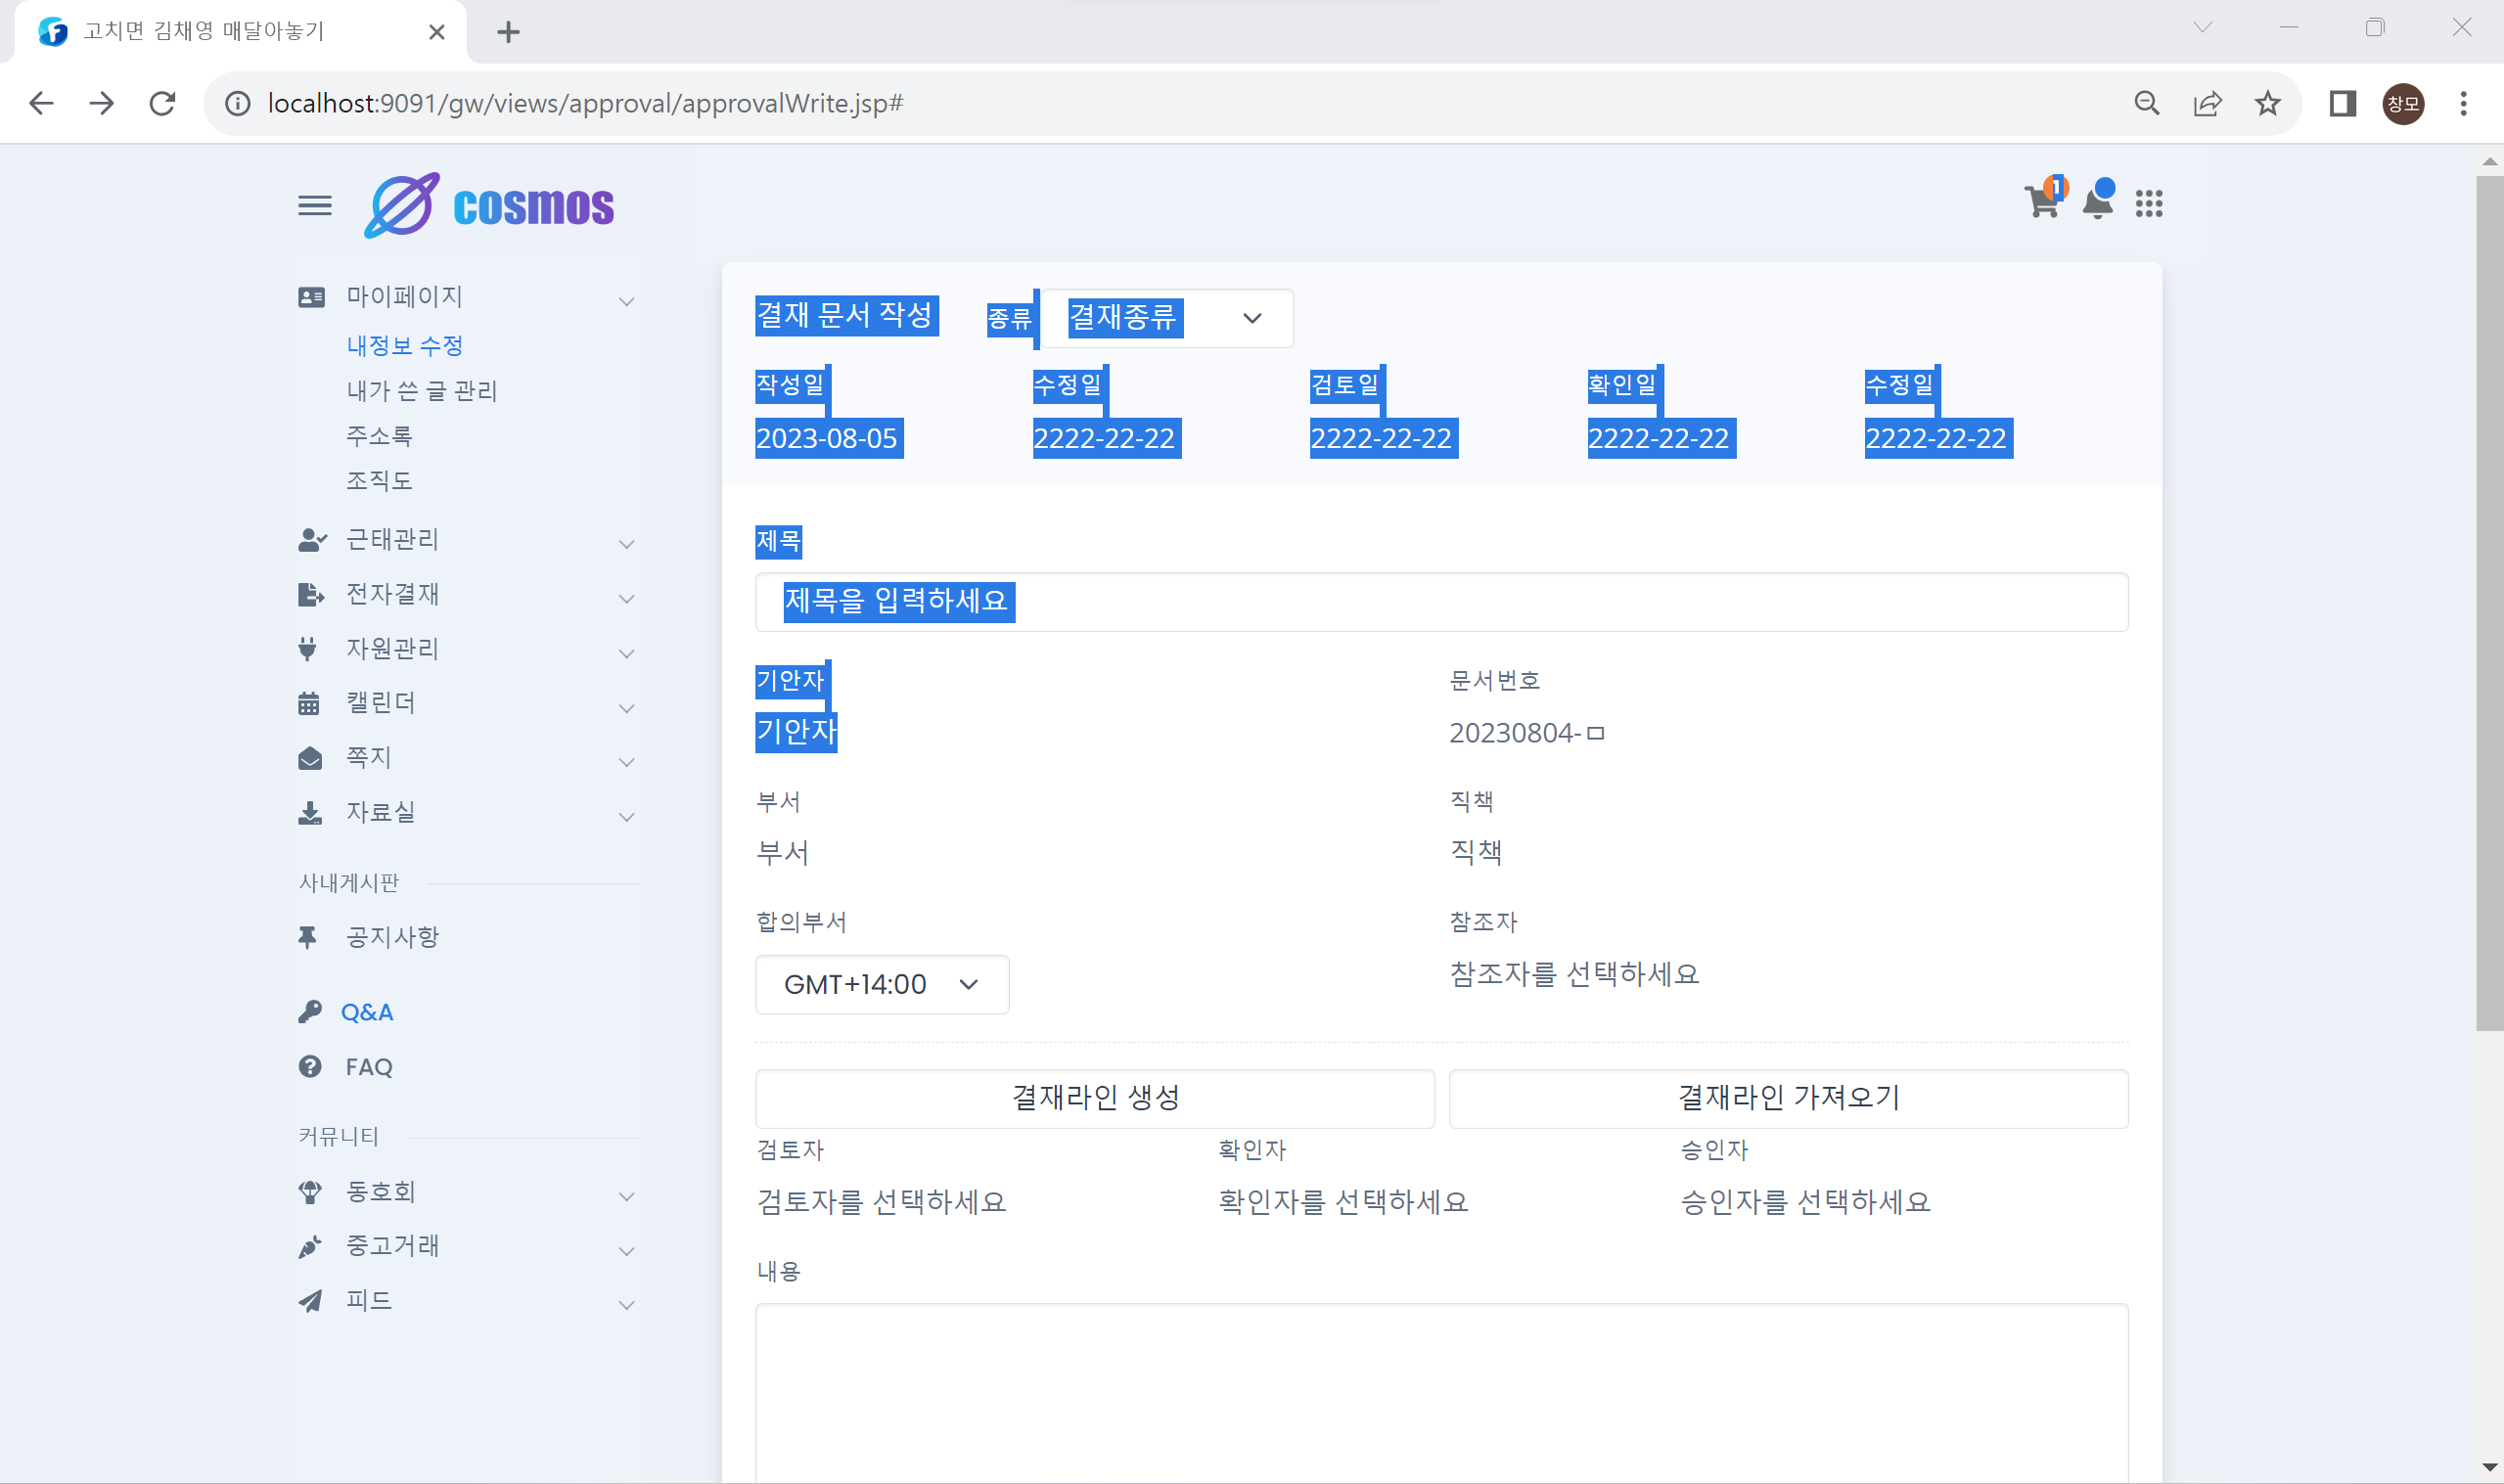 고치면 김채영 매달아놓기
localhost:9091/gw/views/approval/approvalWrite.jsp#
창모
cosmos
1
마이페이지
내정보 수정
내가 쓴 글 관리
주소록
조직도
근태관리
전자결재
자원관리
캘린더
쪽지
자료실
사내게시판
공지사항
Q&A
FAQ
커뮤니티
동호회
중고거래
피드
결재 문서 작성 종류 결재종류
작성일 수정일 검토일 확인일 수정일
2023-08-05 2222-22-22 2222-22-22 2222-22-22 2222-22-22
제목
제목을 입력하세요
기안자 문서번호
기안자 20230804-ㅁ
부서 직책
부서 직책
합의부서 참조자
GMT+14:00 참조자를 선택하세요
결재라인 생성 결재라인 가져오기
검토자 확인자 승인자
검토자를 선택하세요 확인자를 선택하세요 승인자를 선택하세요
내용